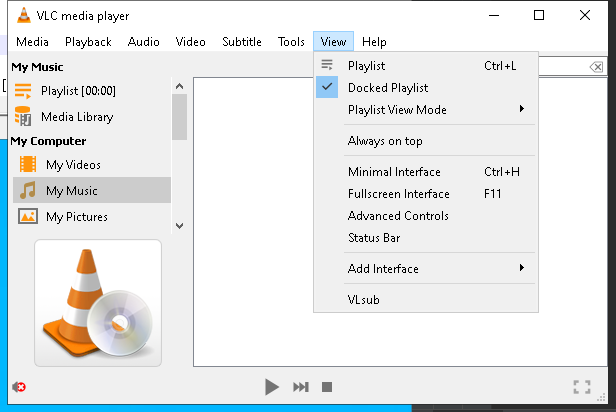 VLC media player
Media Playback Audio Video Subtitle Tools View Help
My Music
Playlist [00:00]
Media Library
My Computer
My Videos
My Music
My Pictures
Playlist Ctrl+L
Docked Playlist
Playlist View Mode
Always on top
Minimal Interface Ctrl+H
Fullscreen Interface F11
Advanced Controls
Status Bar
Add Interface
VLsub